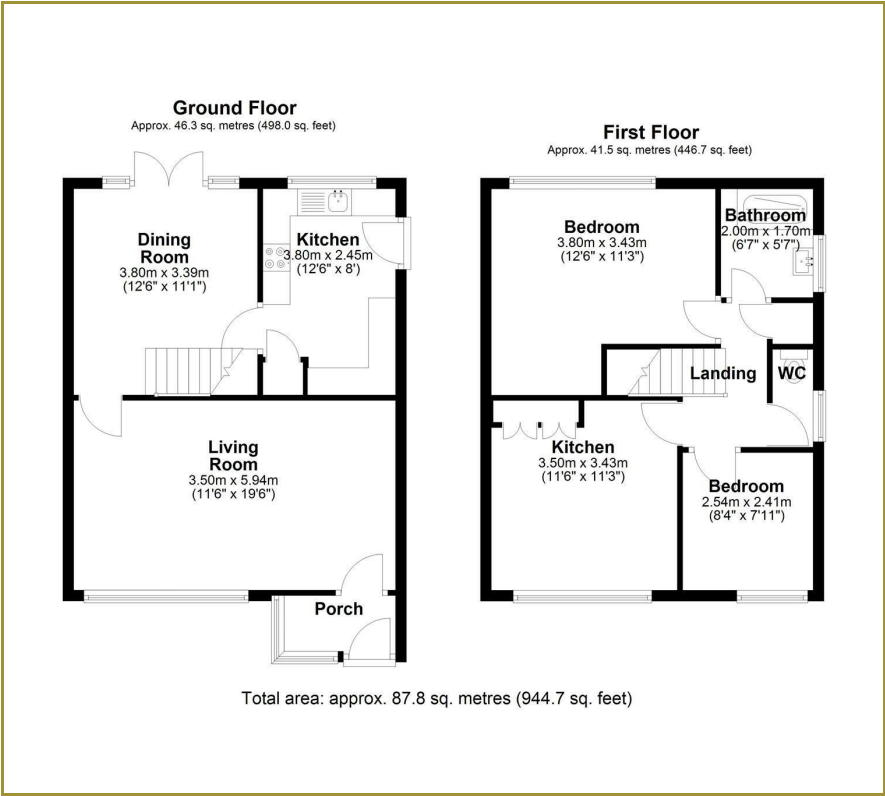 Ground Floor
Approx. 46.3 sq. metres (498.0 sq. feet)
Dining
Room
3.80m x 3.39m
(12'6" x 11'1")
Kitchen
3.80m x 2.45m
(12'6" x 8')
Living
Room
3.50m x 5.94m
(11'6" x 19'6")
Porch
First Floor
Approx. 41.5 sq. metres (446.7 sq. feet)
Bedroom
3.80m x 3.43m
(12'6" x 11'3")
Bathroom
2.00m x 1.70m
(6'7" x 5'7")
Landing
WC
Kitchen
3.50m x 3.43m
(11'6" x 11'3")
Bedroom
2.54m x 2.41m
(8'4" x 7'11")
Total area: approx. 87.8 sq. metres (944.7 sq. feet)